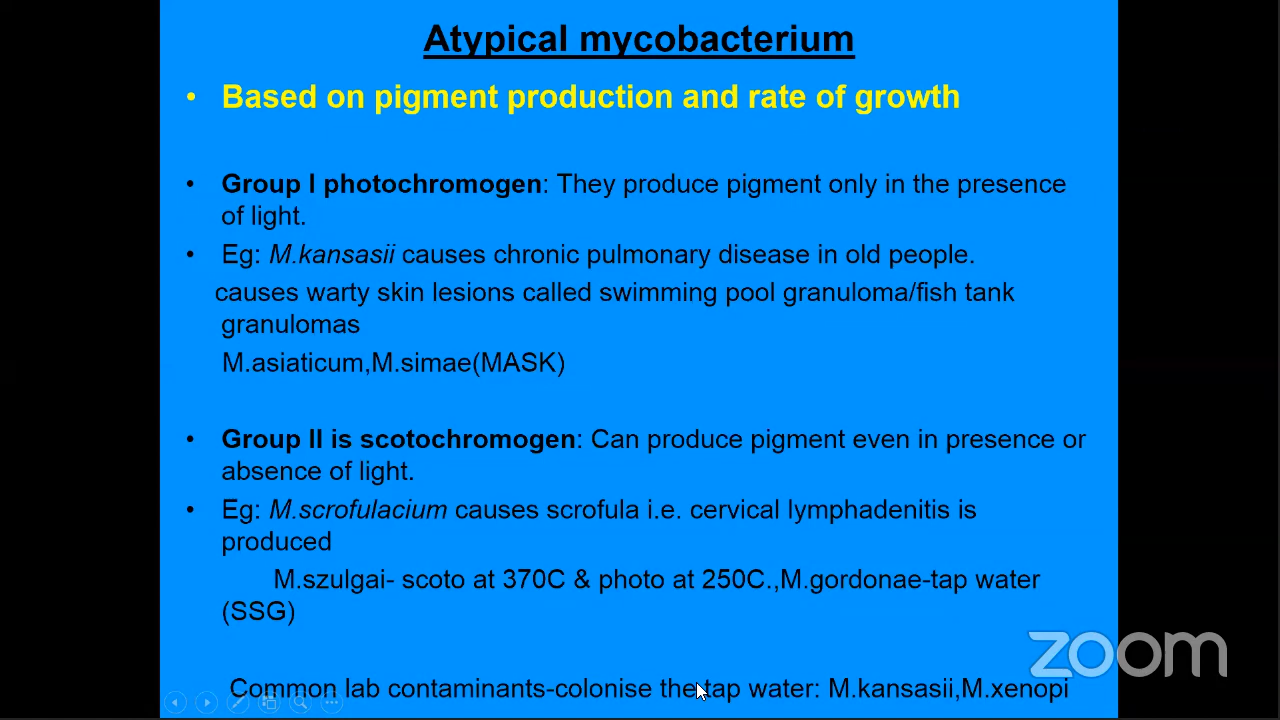 Atypical mycobacterium
• Based on pigment production and rate of growth
• Group I photochromogen: They produce pigment only in the presence
of light.
• Eg: M.kansasii causes chronic pulmonary disease in old people.
causes warty skin lesions called swimming pool granuloma/fish tank
granulomas
M.asiaticum,M.simae(MASK)
• Group II is scotochromogen: Can produce pigment even in presence or
absence of light.
• Eg: M.scrofulacium causes scrofula i.e. cervical lymphadenitis is
produced
M.szulgai- scoto at 370C & photo at 250C.,M.gordonae-tap water
(SSG)
zoom
Common lab contaminants-colonise the tap water: M.kansasii,M.xenopi